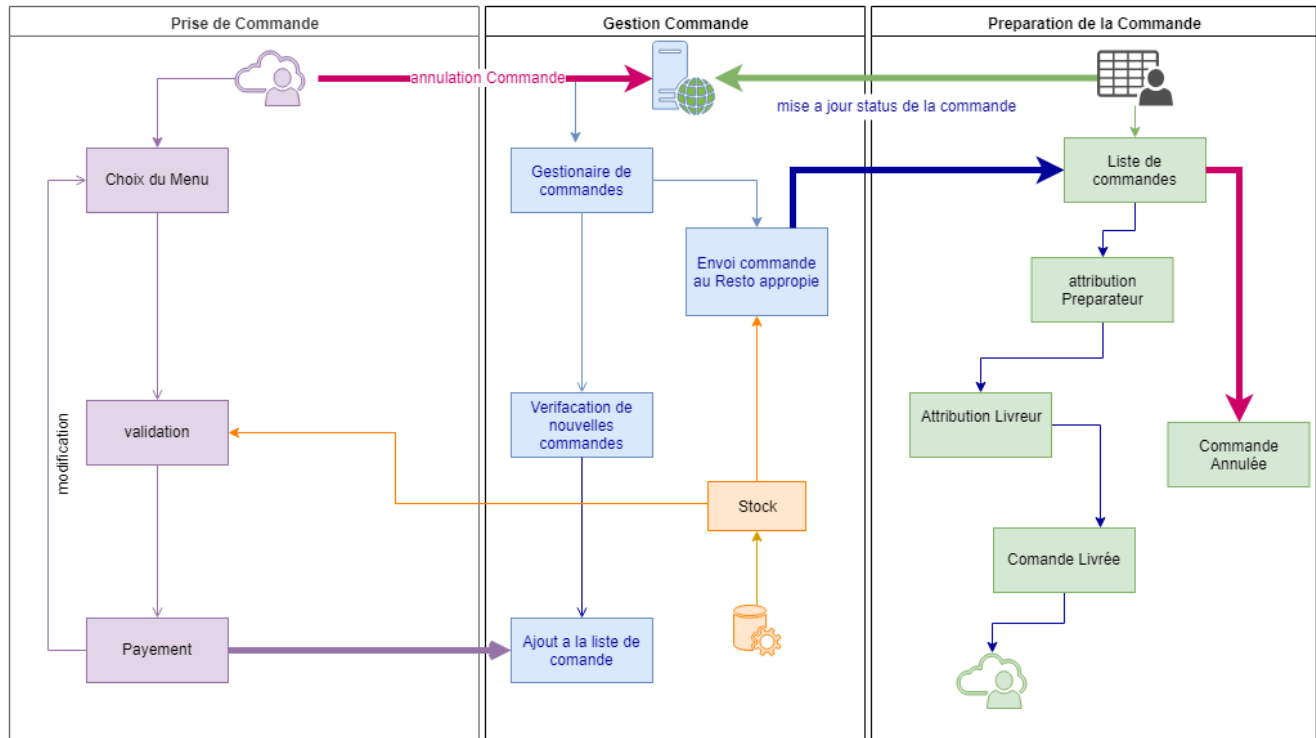 Prise de Commande
Gestion Commande
Preparation de la Commande
annulation Commande
mise a jour status de la commande
Choix du Menu
Gestionaire de
commandes
Liste de
commandes
Envoi commande
au Resto appropie
attribution
Preparateur
modification
validation
Verifacation de
nouvelles
commandes
Attribution Livreur
Commande
Annulée
Stock
Comande Livrée
Payement
Ajout a la liste de
comande